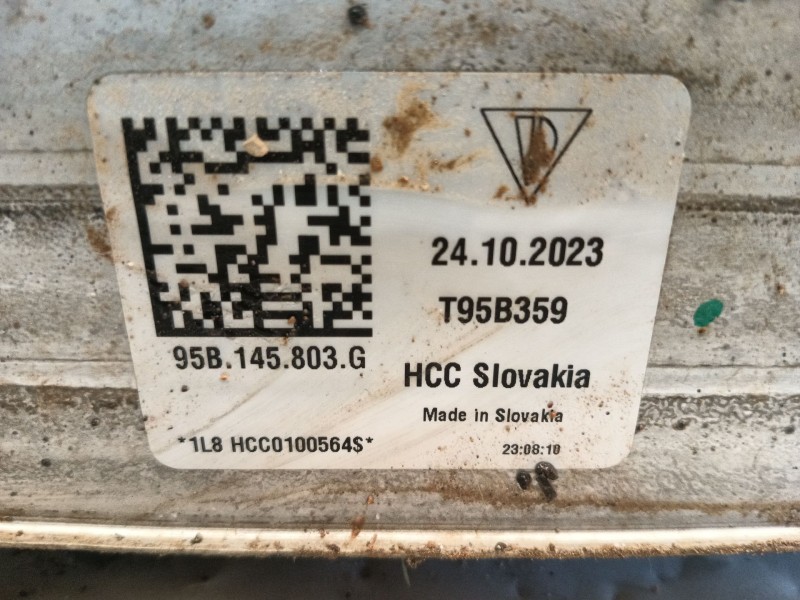 24.10.2023
T95B359
95B.145.803.G
HCC Slovakia
Made in Slovakia
*1L8 HCC0100564$*
23:08:10